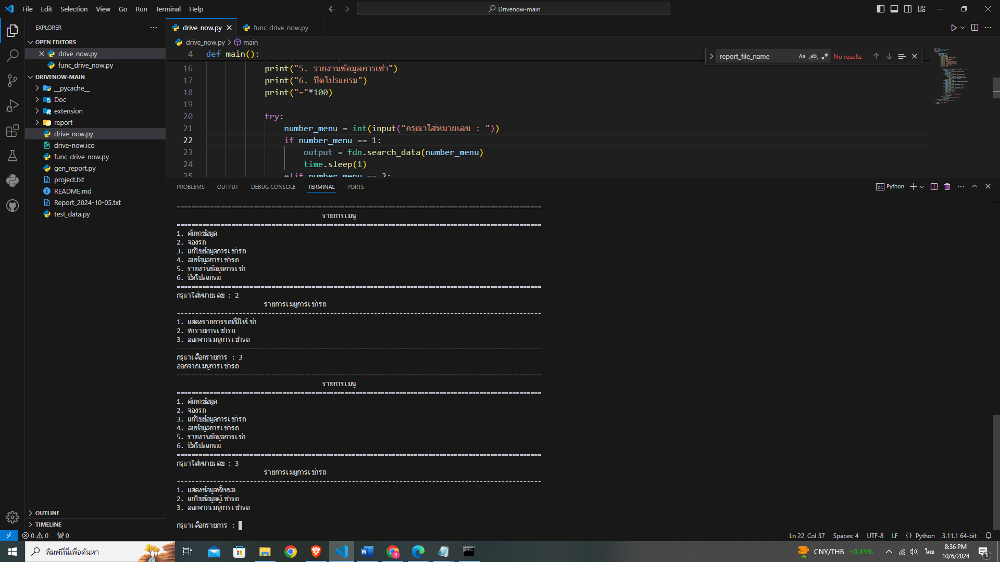 File Edit Selection View Go Run Terminal Help
Drivenow-main
EXPLORER
OPEN EDITORS
drive_now.py
func_drive_now.py
DRIVENOW-MAIN
__pycache__
Doc
extension
report
drive_now.py
drive-now.ico
func_drive_now.py
gen_report.py
project.txt
README.md
Report_2024-10-05.txt
test_data.py
OUTLINE
TIMELINE
drive_now.py func_drive_now.py
drive_now.py > main
4 def main():
report_file_name Aa ab No results
16 print("5. รายงานข้อมูลการเช่า")
17 print("6. ปิดโปรแกรม")
18 print("="*100)
19
20 try:
21 number_menu = int(input("กรุณาใส่หมายเลข : "))
22 if number_menu == 1:
23 output = fdn.search_data(number_menu)
24 time.sleep(1)
25 elif number_menu == 2:
PROBLEMS OUTPUT DEBUG CONSOLE TERMINAL PORTS
Python
====================================================================================================
รายการเมนู
====================================================================================================
1. ค้นหาข้อมูล
2. จองรถ
3. แก้ไขข้อมูลการเช่ารถ
4. ลบข้อมูลการเช่ารถ
5. รายงานข้อมูลการเช่า
6. ปิดโปรแกรม
====================================================================================================
กรุณาใส่หมายเลข : 2
รายการเมนูการเช่ารถ
----------------------------------------------------------------------------------------------------
1. แสดงรายการรถที่มีให้เช่า
2. ทำรายการเช่ารถ
3. ออกจากเมนูการเช่ารถ
----------------------------------------------------------------------------------------------------
กรุณาเลือกรายการ : 3
ออกจากเมนูการเช่ารถ
====================================================================================================
รายการเมนู
====================================================================================================
1. ค้นหาข้อมูล
2. จองรถ
3. แก้ไขข้อมูลการเช่ารถ
4. ลบข้อมูลการเช่ารถ
5. รายงานข้อมูลการเช่า
6. ปิดโปรแกรม
====================================================================================================
กรุณาใส่หมายเลข : 3
รายการเมนูการเช่ารถ
----------------------------------------------------------------------------------------------------
1. แสดงข้อมูลทั้งหมด
2. แก้ไขข้อมูลผู้เช่ารถ
3. ออกจากเมนูการเช่ารถ
----------------------------------------------------------------------------------------------------
กรุณาเลือกรายการ :
0 0 0
Ln 22, Col 37 Spaces: 4 UTF-8 LF {} Python 3.11.1 64-bit
พิมพ์ที่นี่เพื่อค้นหา
CNY/THB +0.45%
ไทย
8:36 PM
10/6/2024
1